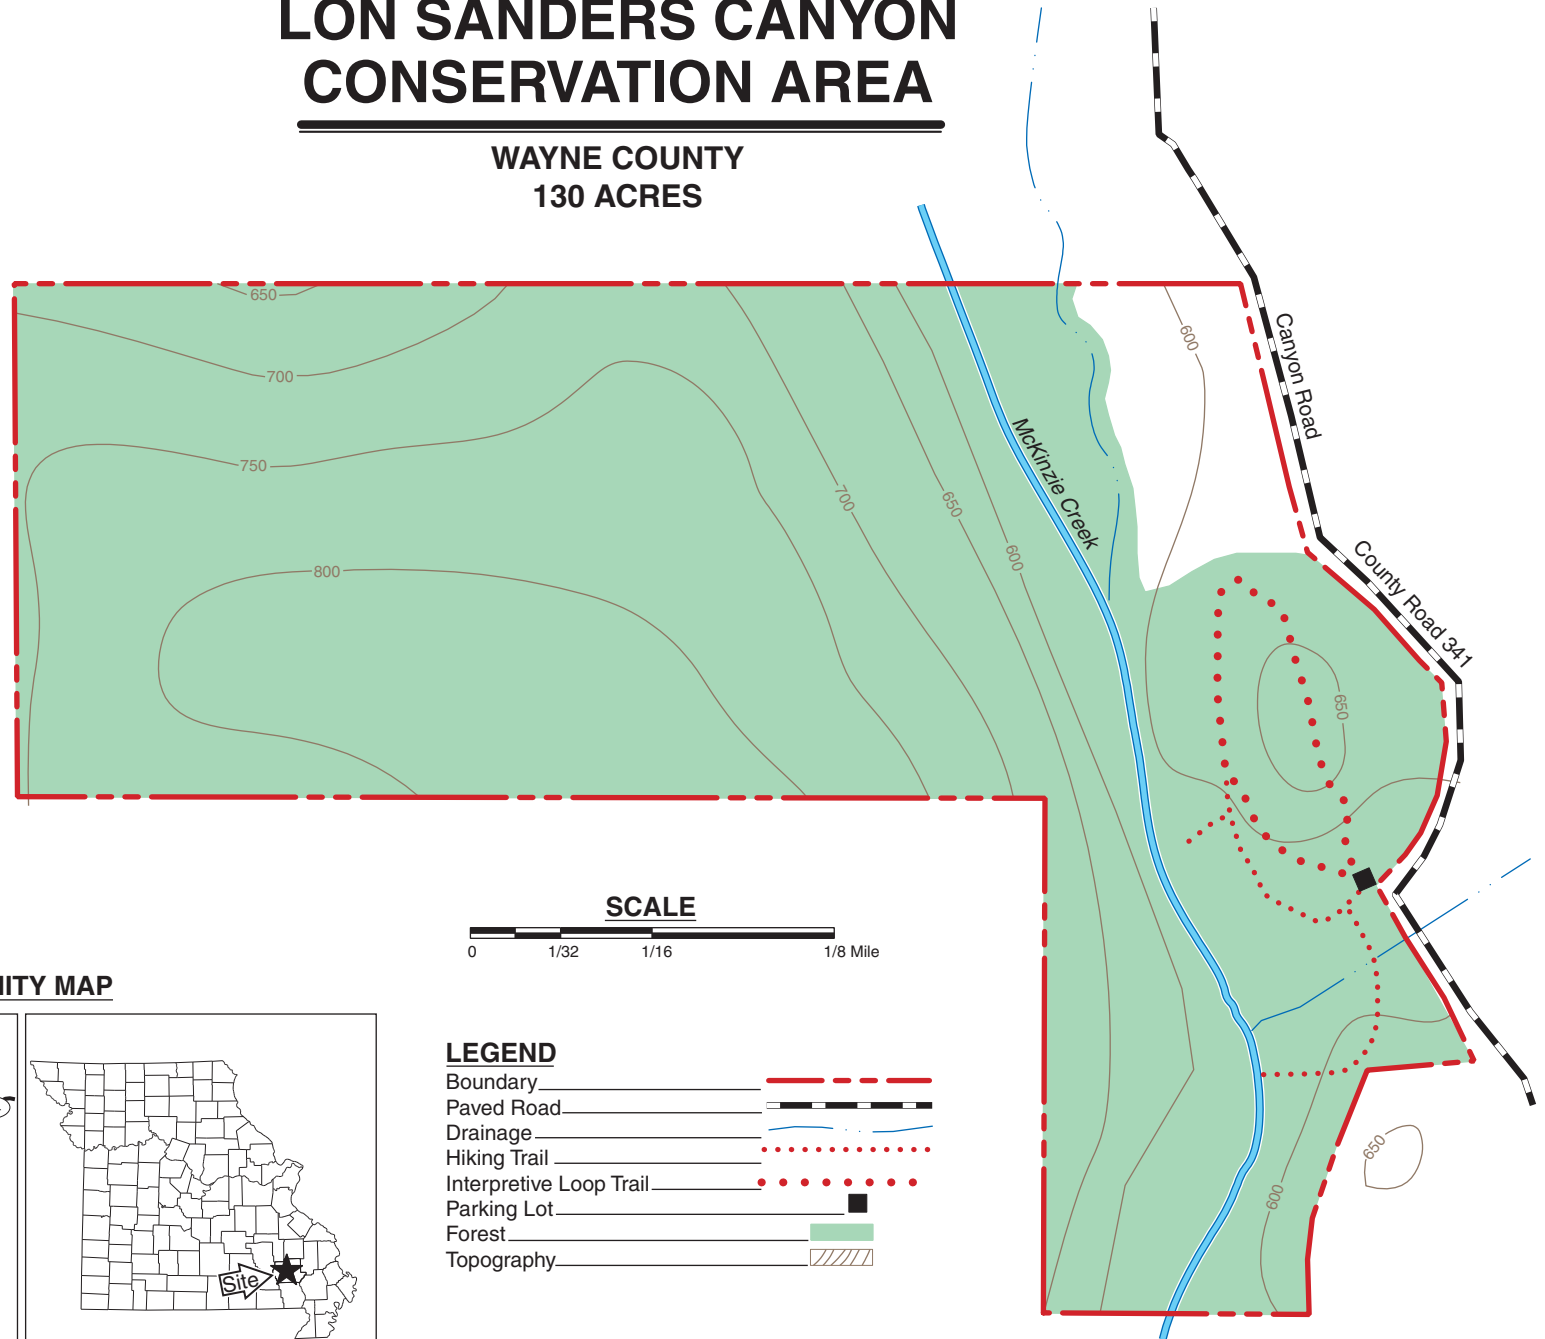 LON SANDERS CANYON
CONSERVATION AREA
WAYNE COUNTY
130 ACRES
650
700
750
800
700
650
600
McKinzie Creek
600
Canyon Road
County Road 341
650
SCALE
0 1/32 1/16 1/8 Mile
ITY MAP
Site
LEGEND
Boundary
Paved Road
Drainage
Hiking Trail
Interpretive Loop Trail
Parking Lot
Forest
Topography
650
600